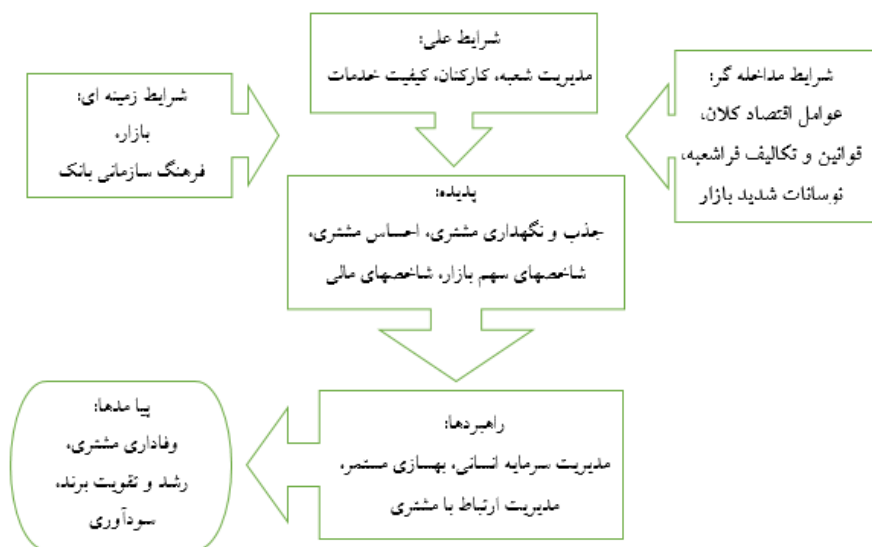 شرایط علی:
مدیریت شعبه، کارکنان، کیفیت خدمات
شرایط مداخله گر:
عوامل اقتصاد کلان،
قوانین و تکالیف فراشعبه،
نوسانات شدید بازار
شرایط زمینه ای:
بازار،
فرهنگ سازمانی بانک
پدیده:
جذب و نگهداری مشتری، احساس مشتری،
شاخصهای سهم بازار، شاخصهای مالی
راهبردها:
مدیریت سرمایه انسانی، بهسازی مستمر،
مدیریت ارتباط با مشتری
پیا مدها:
وفاداری مشتری،
رشد و تقویت برند،
سودآوری